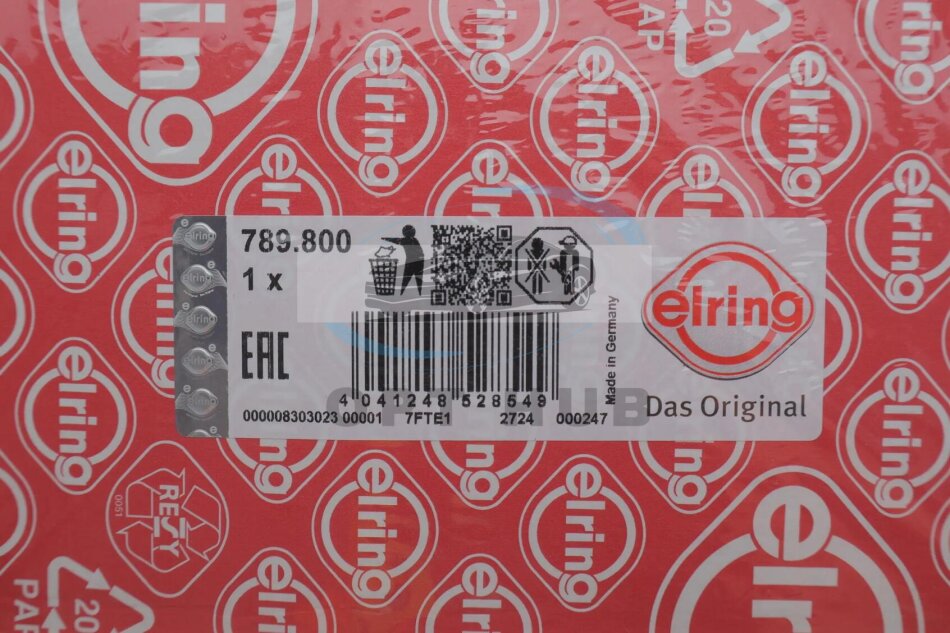 789.800
1 x
EAC
4 041248 528549
000008303023 00001 7FTE1 2724 000247
Made in Germany
elring
Das Original
RESY
0051
20
PAP